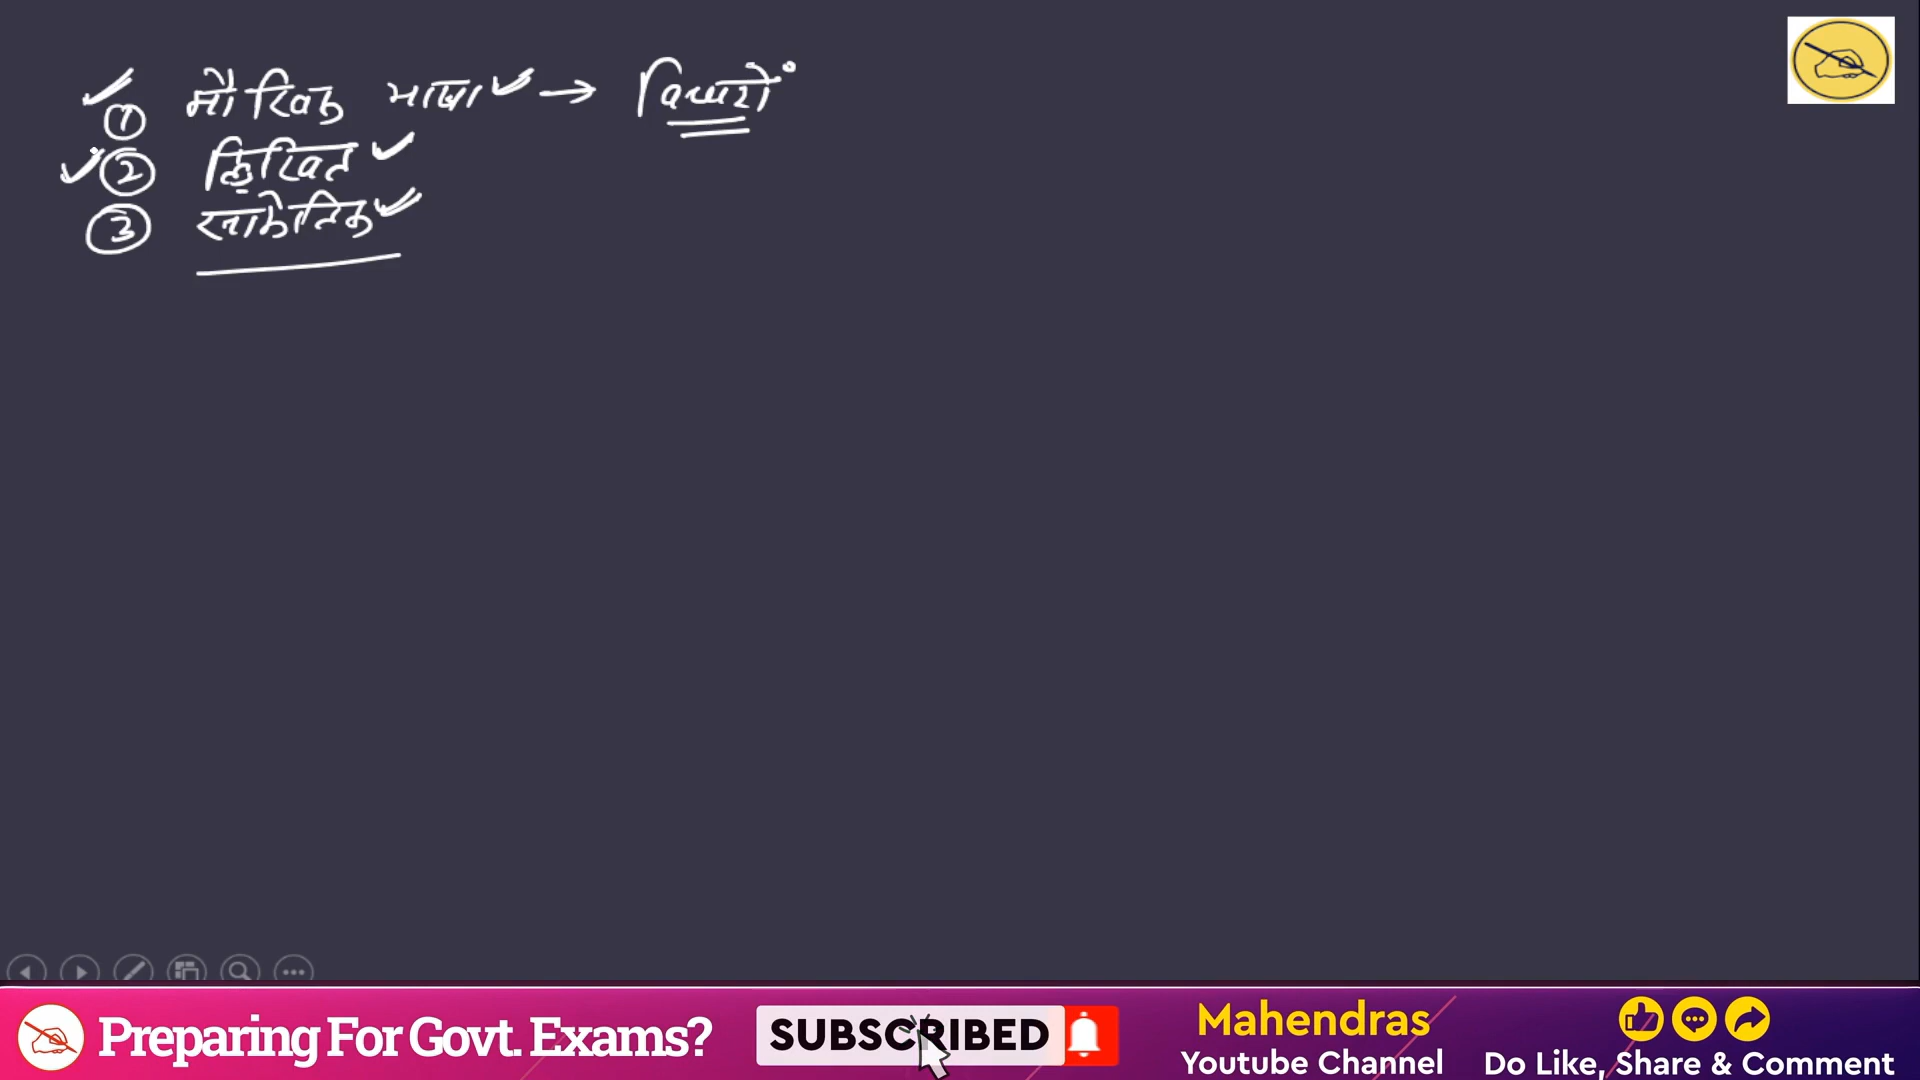 ① मौखिक भाषा → विचारों
② लिखित
③ सांकेतिक
Preparing For Govt. Exams?
SUBSCRIBED
Mahendras
Youtube Channel
Do Like, Share & Comment